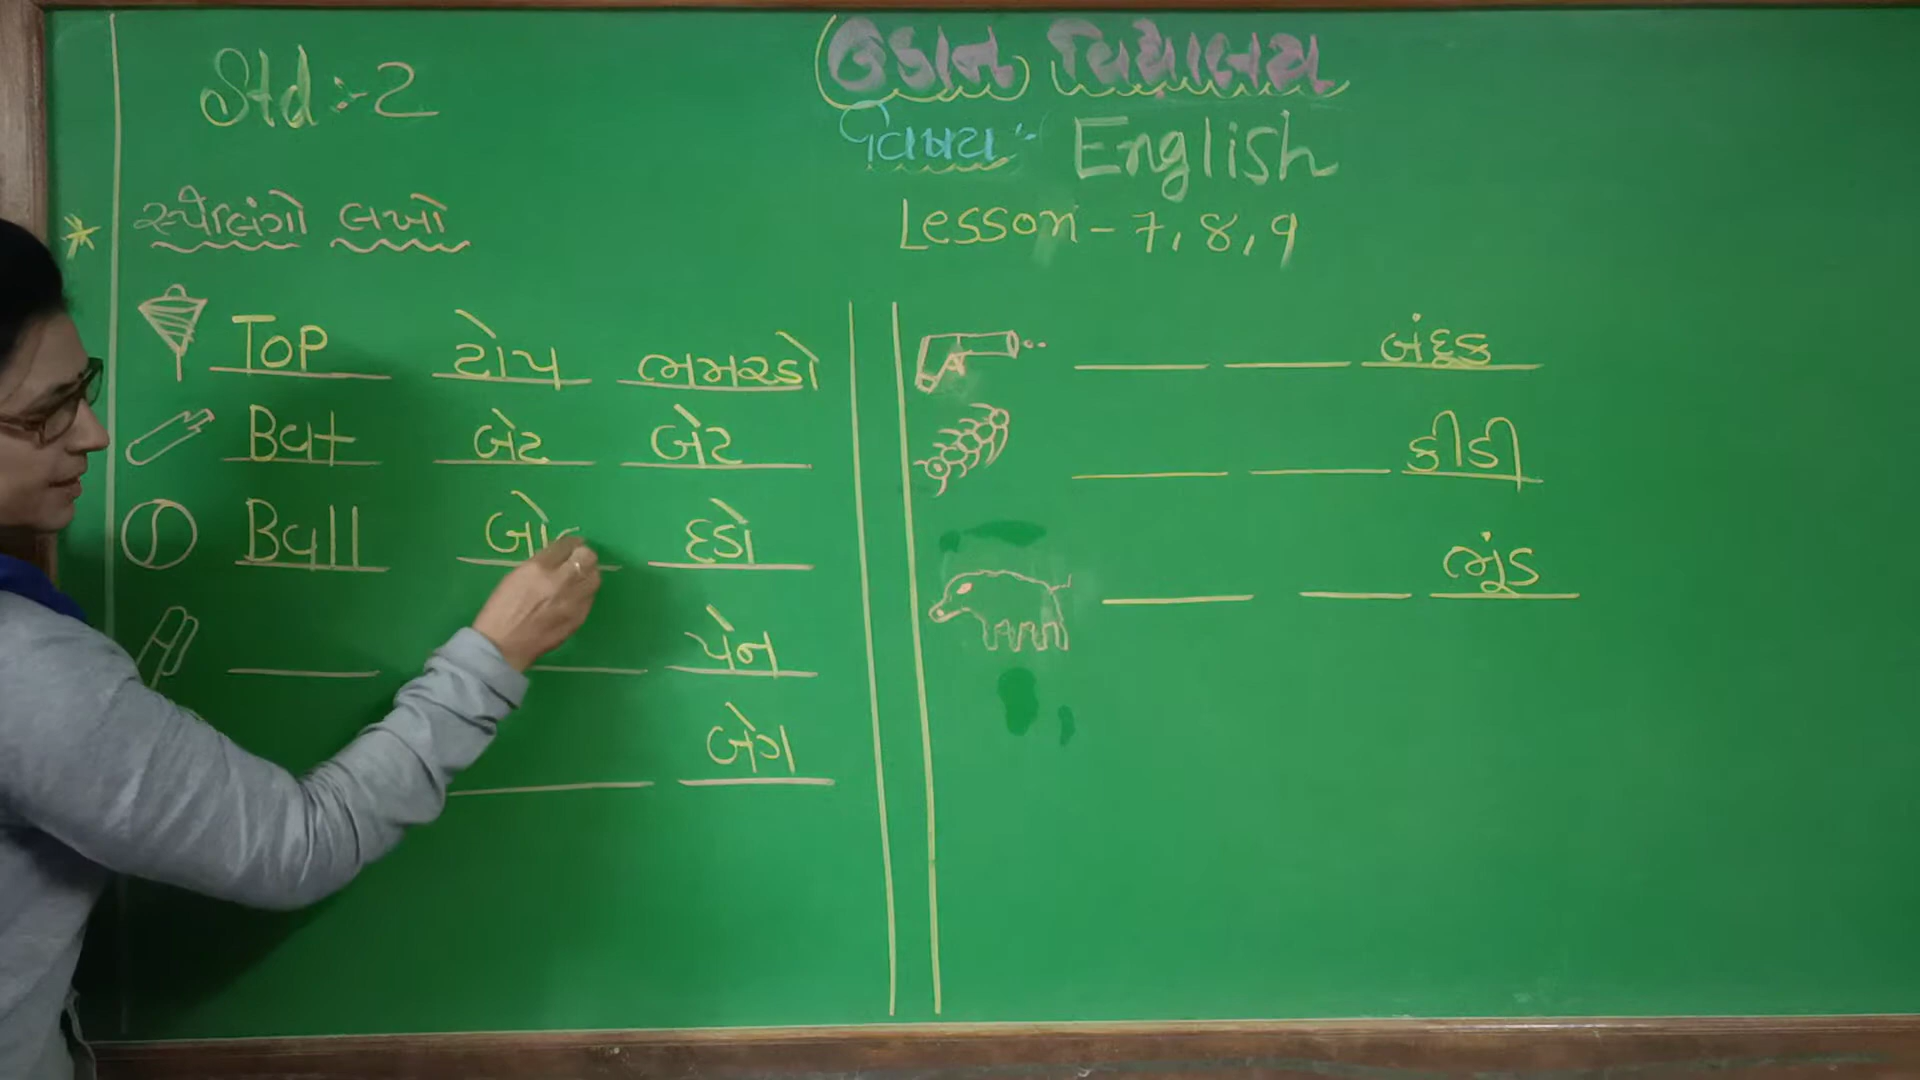 Std :- 2
ઉડાન વિદ્યાલય
વિષય :- English
Lesson - 7, 8, 9
સ્પેલિંગો લખો
TOP ટોપ ભમરડો
Bat બેટ બેટ
Ball દડો
પેન
બેગ
બંદૂક
કીડી
ભૂંડ